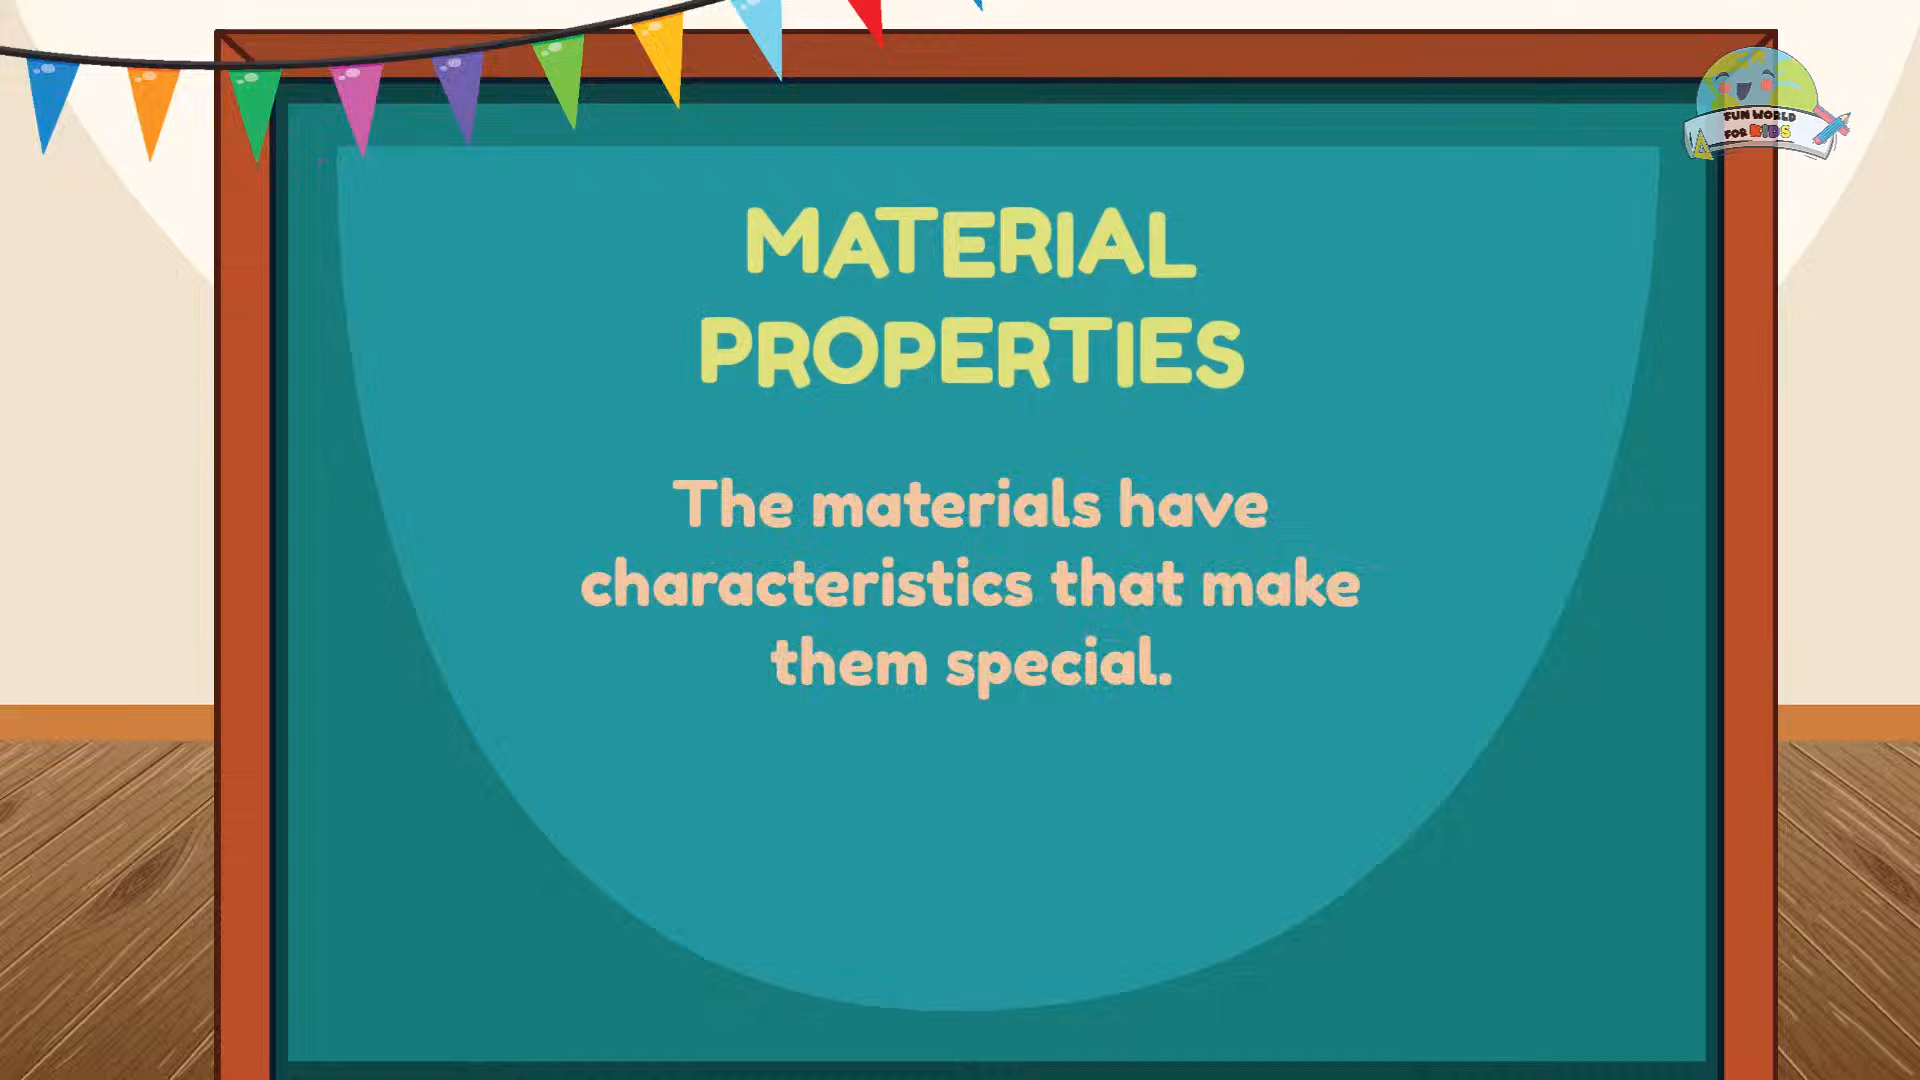 FUN WORLD
FOR KIDS
MATERIAL
PROPERTIES
The materials have
characteristics that make
them special.